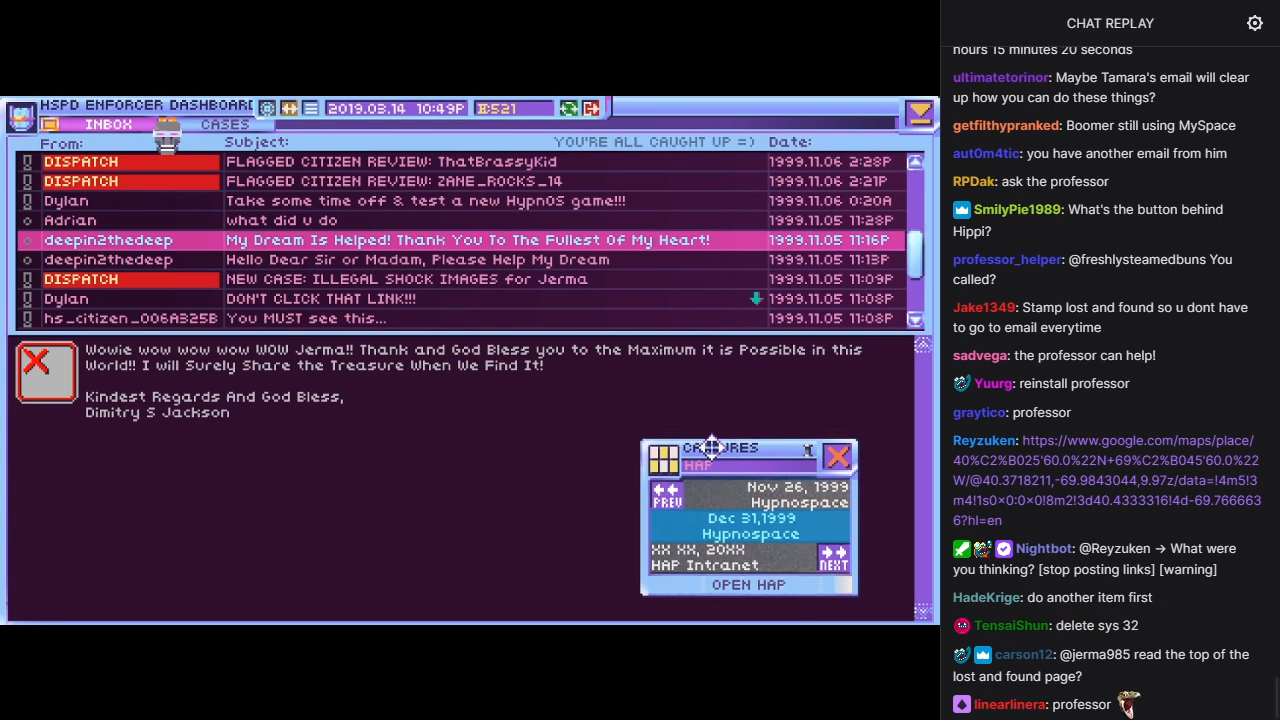 HSPD ENFORCER DASHBOARD
2019.03.14 10:49P
521
INBOX
CASES
From:
Subject:
YOU'RE ALL CAUGHT UP =)
Date:
DISPATCH FLAGGED CITIZEN REVIEW: ThatBrassyKid 1999.11.06 2:28P
DISPATCH FLAGGED CITIZEN REVIEW: ZANE_ROCKS_14 1999.11.06 2:21P
Dylan Take some time off & test a new HypnOS game!!! 1999.11.06 0:20A
Adrian what did u do 1999.11.05 11:28P
deepin2thedeep My Dream Is Helped! Thank You To The Fullest Of My Heart! 1999.11.05 11:16P
deepin2thedeep Hello Dear Sir or Madam, Please Help My Dream 1999.11.05 11:13P
DISPATCH NEW CASE: ILLEGAL SHOCK IMAGES for Jerma 1999.11.05 11:09P
Dylan DON'T CLICK THAT LINK!!! 1999.11.05 11:08P
hs_citizen_006A325B You MUST see this... 1999.11.05 11:08P
Wowie wow wow wow WOW Jerma!! Thank and God Bless you to the Maximum it is Possible in this
World!! I will Surely Share the Treasure When We Find It!
Kindest Regards And God Bless,
Dimitry S Jackson
HAP
PREV
Nov 26, 1999
Hypnospace
Dec 31,1999
Hypnospace
XX XX, 20XX
HAP Intranet
NEXT
OPEN HAP
CHAT REPLAY
hours 15 minutes 20 seconds
ultimatetorinor: Maybe Tamara's email will clear
up how you can do these things?
getfilthypranked: Boomer still using MySpace
aut0m4tic: you have another email from him
RPDak: ask the professor
SmilyPie1989: What's the button behind
Hippi?
professor_helper: @freshlysteamedbuns You
called?
Jake1349: Stamp lost and found so u dont have
to go to email everytime
sadvega: the professor can help!
Yuurg: reinstall professor
graytico: professor
Reyzuken: https://www.google.com/maps/place/
40%C2%B025'60.0%22N+69%C2%B045'60.0%22
W/@40.3718211,-69.9843044,9.97z/data=!4m5!3
m4!1s0×0:0×0!8m2!3d40.4333316!4d-69.766663
6?hl=en
Nightbot: @Reyzuken → What were
you thinking? [stop posting links] [warning]
HadeKrige: do another item first
TensaiShun: delete sys 32
carson12: @jerma985 read the top of the
lost and found page?
linearlinera: professor